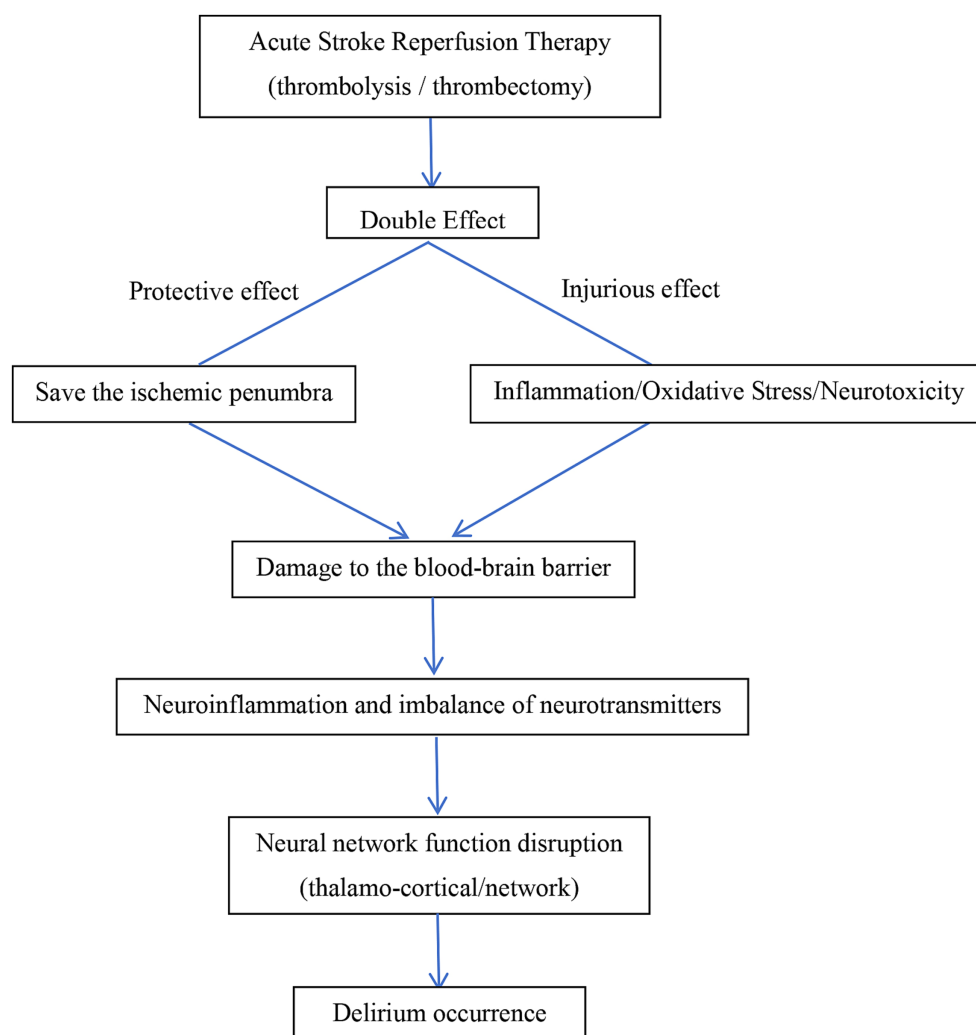 Acute Stroke Reperfusion Therapy
(thrombolysis / thrombectomy)
Double Effect
Protective effect
Injurious effect
Save the ischemic penumbra
Inflammation/Oxidative Stress/Neurotoxicity
Damage to the blood-brain barrier
Neuroinflammation and imbalance of neurotransmitters
Neural network function disruption
(thalamo-cortical/network)
Delirium occurrence